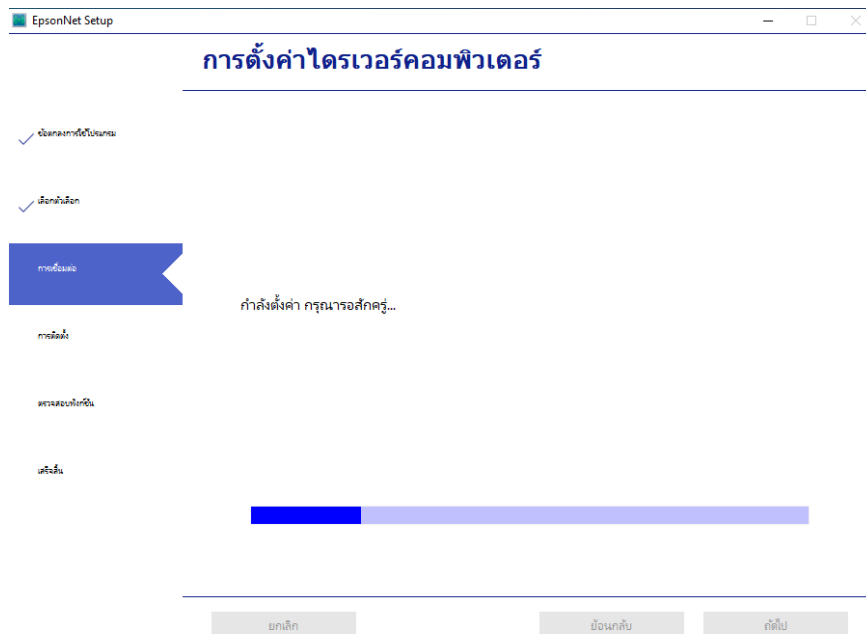 EpsonNet Setup
การตั้งค่าไดรเวอร์คอมพิวเตอร์
ข้อตกลงการใช้โปรแกรม
เลือกตัวเลือก
การเชื่อมต่อ
กำลังตั้งค่า กรุณารอสักครู่...
การติดตั้ง
ตรวจสอบฟังก์ชัน
เสร็จสิ้น
ยกเลิก
ย้อนกลับ
ถัดไป